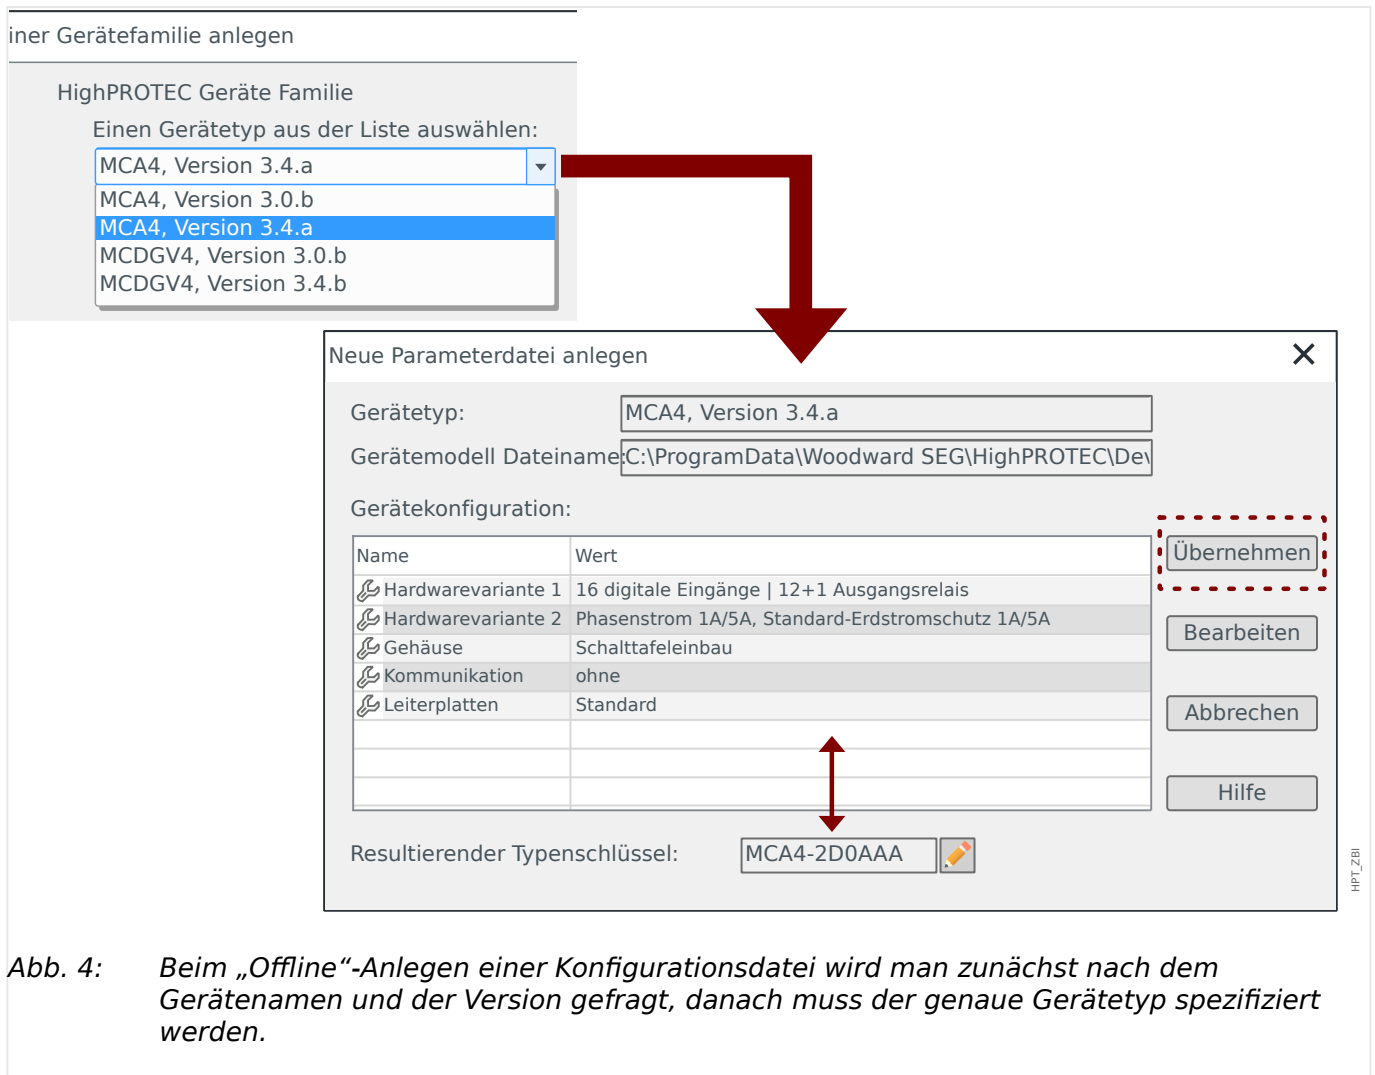 iner Gerätefamilie anlegen
HighPROTEC Geräte Familie
Einen Gerätetyp aus der Liste auswählen:
MCA4, Version 3.4.a
MCA4, Version 3.0.b
MCA4, Version 3.4.a
MCDGV4, Version 3.0.b
MCDGV4, Version 3.4.b
Neue Parameterdatei anlegen
Gerätetyp: MCA4, Version 3.4.a
Gerätemodell Dateiname: C:\ProgramData\Woodward SEG\HighPROTEC\Dev
Gerätekonfiguration:
Name Wert
Hardwarevariante 1 16 digitale Eingänge | 12+1 Ausgangsrelais
Hardwarevariante 2 Phasenstrom 1A/5A, Standard-Erdstromschutz 1A/5A
Gehäuse Schalttafeleinbau
Kommunikation ohne
Leiterplatten Standard
Übernehmen
Bearbeiten
Abbrechen
Hilfe
Resultierender Typenschlüssel: MCA4-2D0AAA
HPT_ZBI
Abb. 4: Beim „Offline“-Anlegen einer Konfigurationsdatei wird man zunächst nach dem
Gerätenamen und der Version gefragt, danach muss der genaue Gerätetyp spezifiziert
werden.